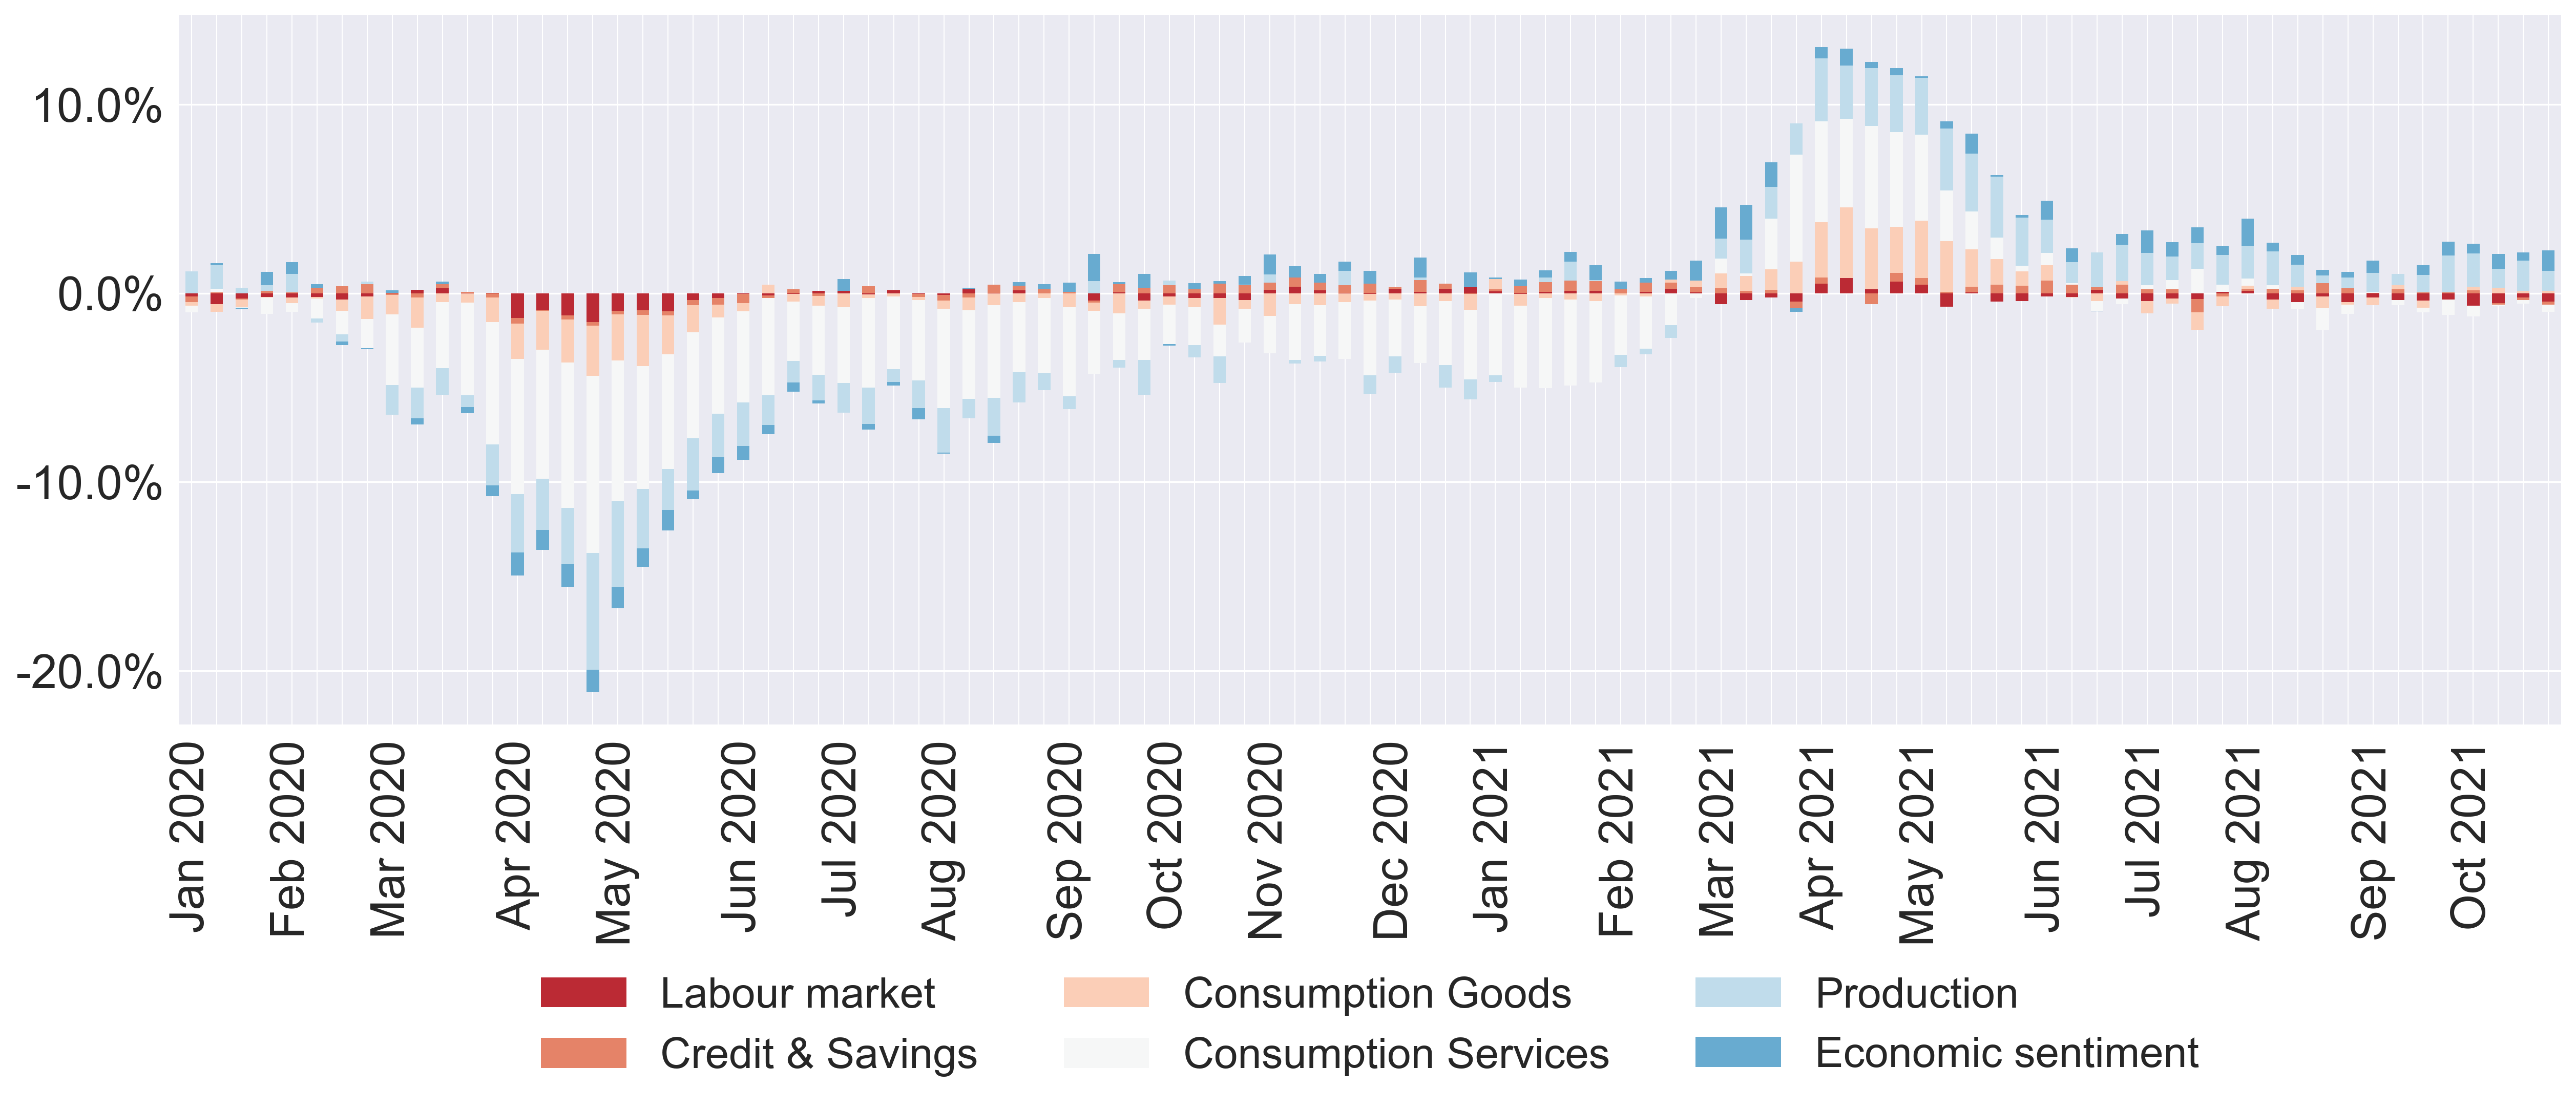 10.0%
0.0%
-10.0%
-20.0%
Jan 2020
Feb 2020
Mar 2020
Apr 2020
May 2020
Jun 2020
Jul 2020
Aug 2020
Sep 2020
Oct 2020
Nov 2020
Dec 2020
Jan 2021
Feb 2021
Mar 2021
Apr 2021
May 2021
Jun 2021
Jul 2021
Aug 2021
Sep 2021
Oct 2021
Labour market
Credit & Savings
Consumption Goods
Consumption Services
Production
Economic sentiment